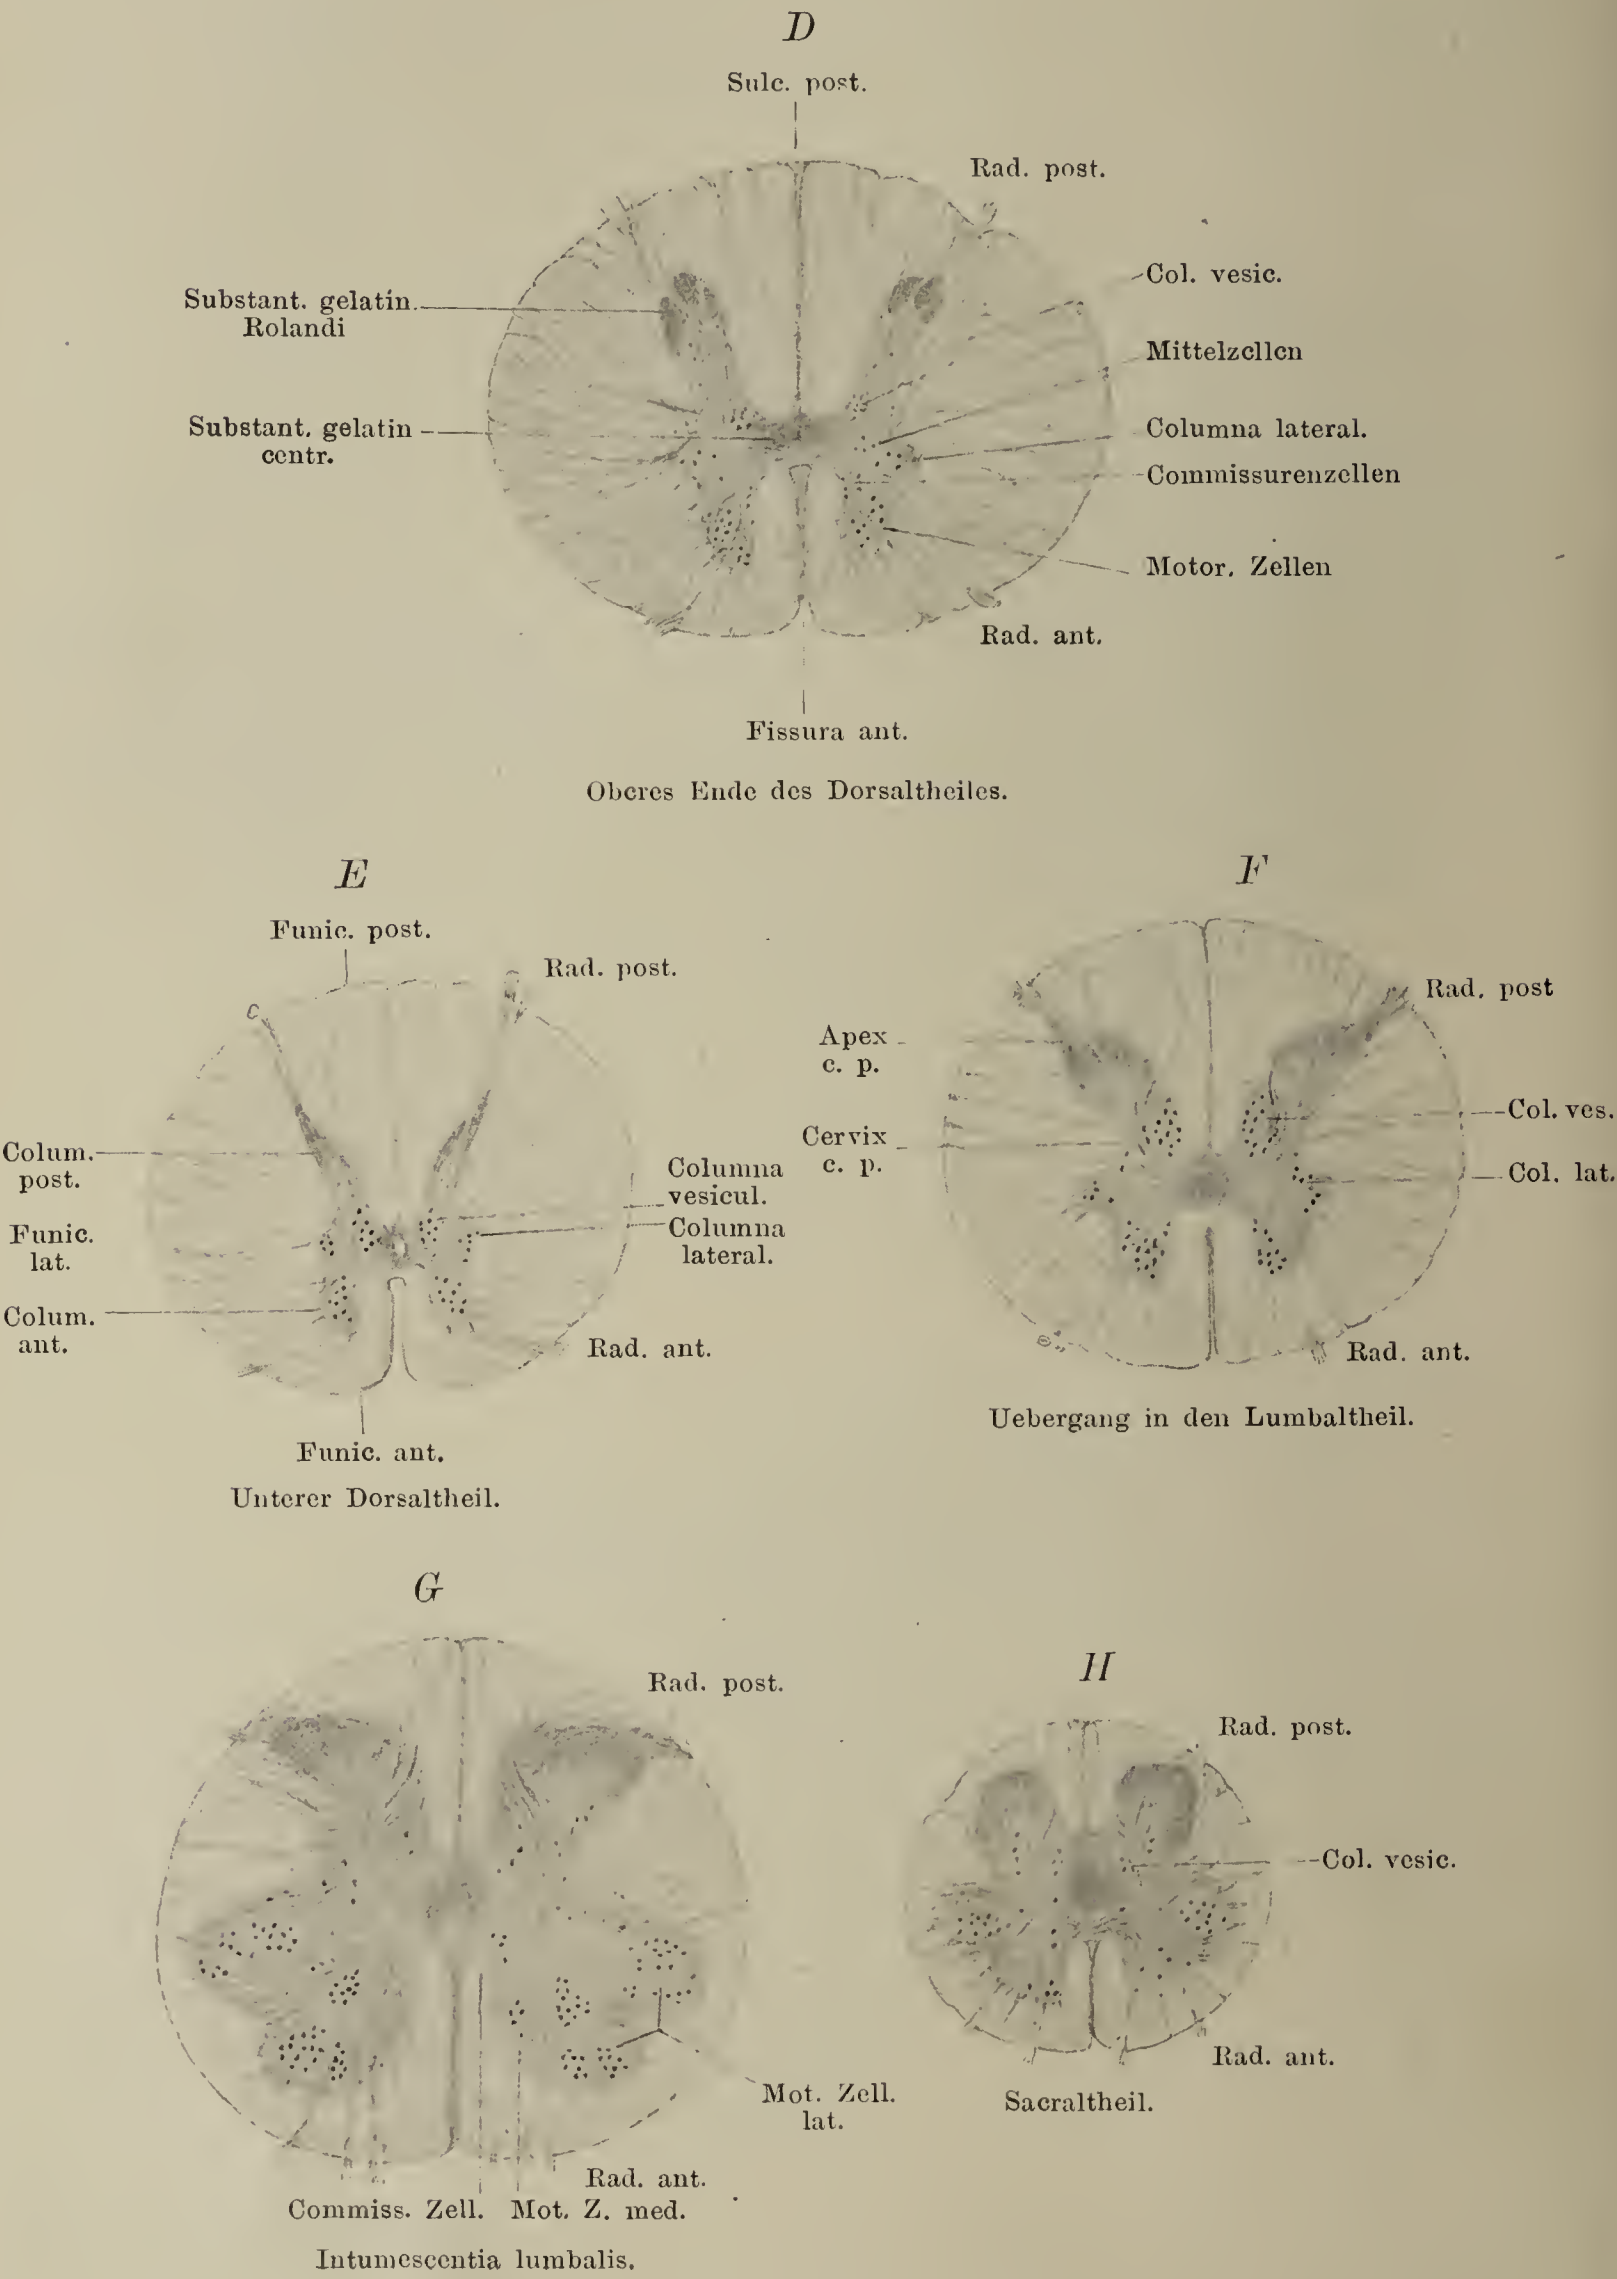 D
Sulc. post.
Rad. post.
Col. vesic.
Substant. gelatin.
Rolandi
Mittelzellen
Substant. gelatin
centr.
Columna lateral.
Commissurenzellen
Motor. Zellen
Rad. ant.
Fissura ant.
Oberes Ende des Dorsaltheiles.
E
Funic. post.
Rad. post.
Colum.
post.
Columna
vesicul.
Funic.
lat.
Columna
lateral.
Colum.
ant.
Rad. ant.
Funic. ant.
Unterer Dorsaltheil.
F
Rad. post
Apex
c. p.
Col. ves.
Cervix
c. p.
Col. lat.
Rad. ant.
Uebergang in den Lumbaltheil.
G
Rad. post.
Mot. Zell.
lat.
Rad. ant.
Commiss. Zell. Mot. Z. med.
Intumescentia lumbalis.
H
Rad. post.
Col. vesic.
Rad. ant.
Sacraltheil.